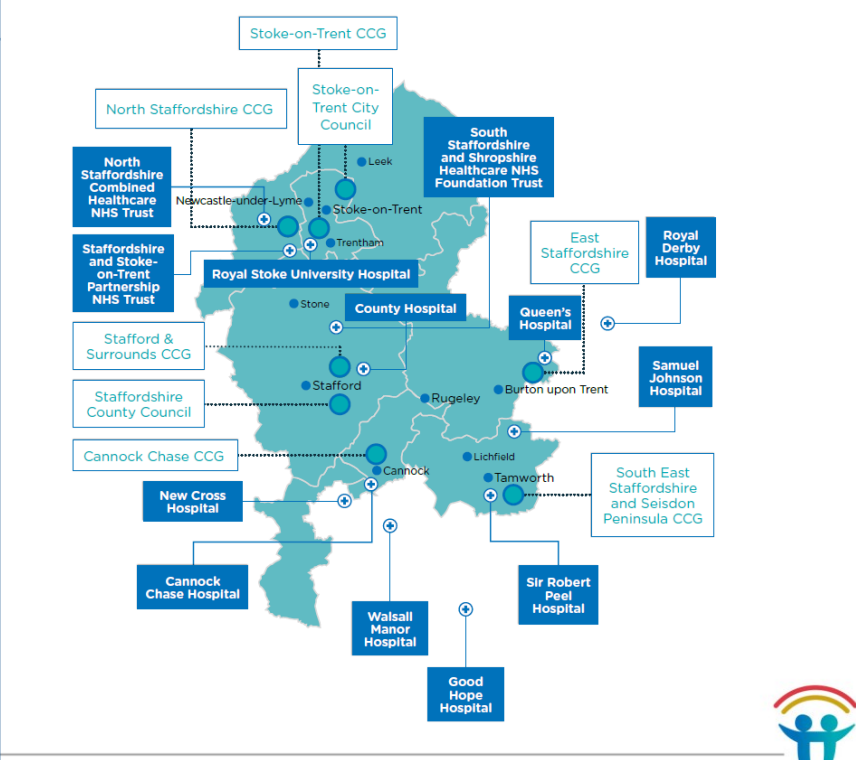 Stoke-on-Trent CCG
Stoke-on-
Trent City
Council
North Staffordshire CCG
South
Staffordshire
and Shropshire
Healthcare NHS
Foundation Trust
North
Staffordshire
Combined
Healthcare
NHS Trust
Leek
Newcastle-under-Lyme
Stoke-on-Trent
Trentham
East
Staffordshire
CCG
Royal
Derby
Hospital
Staffordshire
and Stoke-
on-Trent
Partnership
NHS Trust
Royal Stoke University Hospital
Stone
County Hospital
Queen's
Hospital
Stafford &
Surrounds CCG
Samuel
Johnson
Hospital
Stafford
Staffordshire
County Council
Rugeley
Burton upon Trent
Cannock Chase CCG
Cannock
Lichfield
Tamworth
South East
Staffordshire
and Seisdon
Peninsula CCG
New Cross
Hospital
Cannock
Chase Hospital
Sir Robert
Peel
Hospital
Walsall
Manor
Hospital
Good
Hope
Hospital